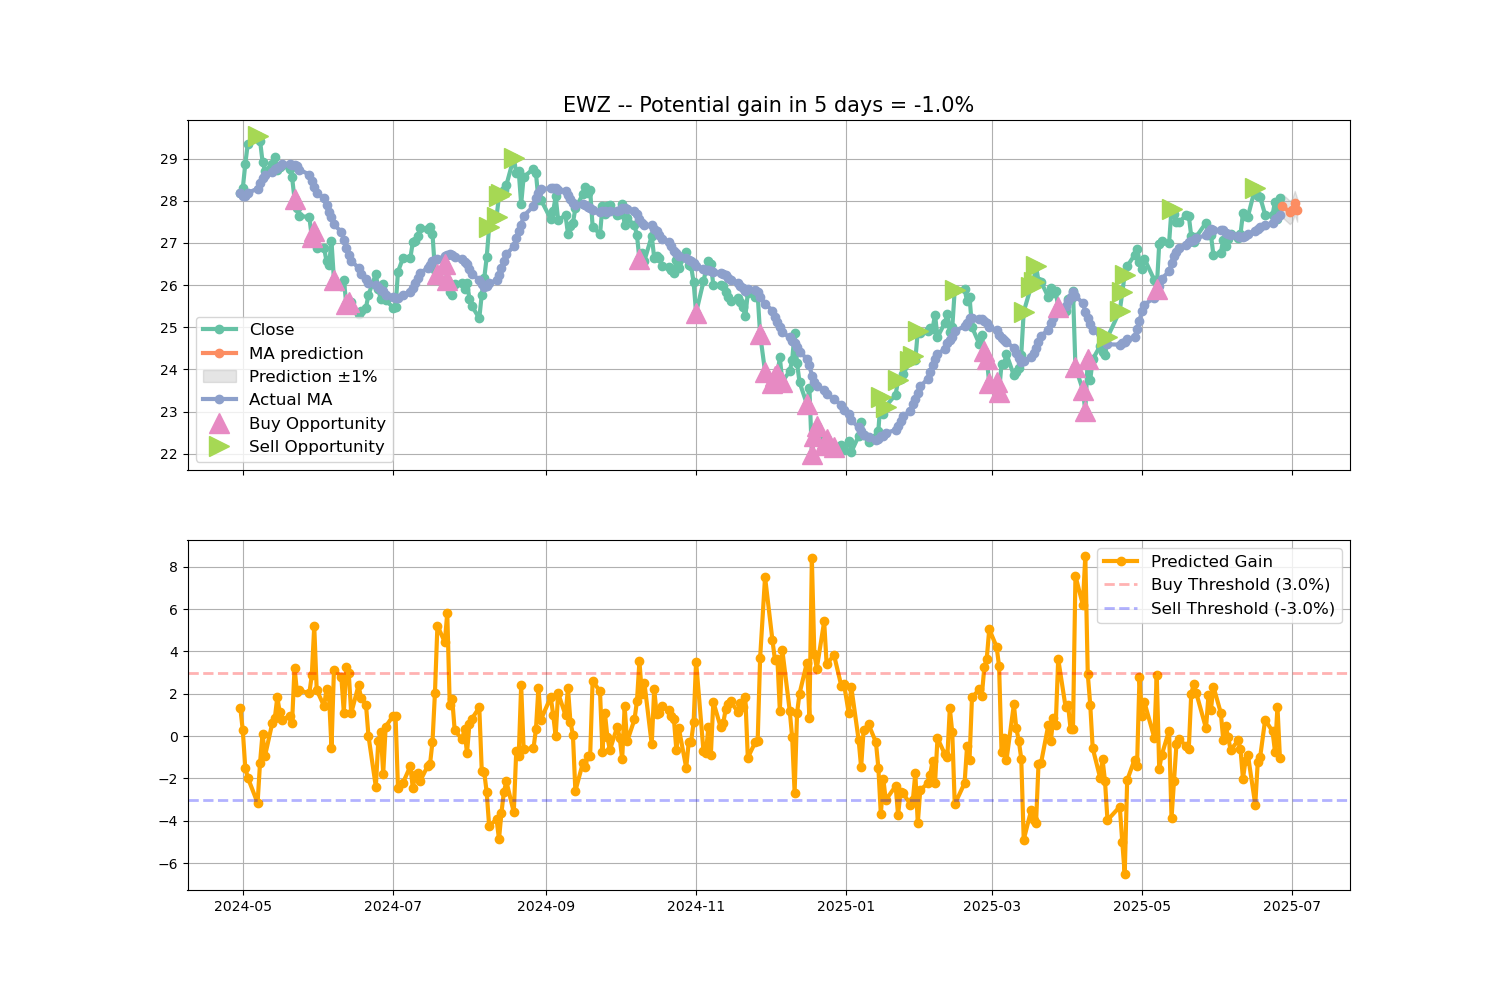 EWZ -- Potential gain in 5 days = -1.0%
29
28
27
26
25
24
23
22
Close
MA prediction
Prediction ±1%
Actual MA
Buy Opportunity
Sell Opportunity
8
6
4
2
0
−2
−4
−6
Predicted Gain
Buy Threshold (3.0%)
Sell Threshold (-3.0%)
2024-05 2024-07 2024-09 2024-11 2025-01 2025-03 2025-05 2025-07